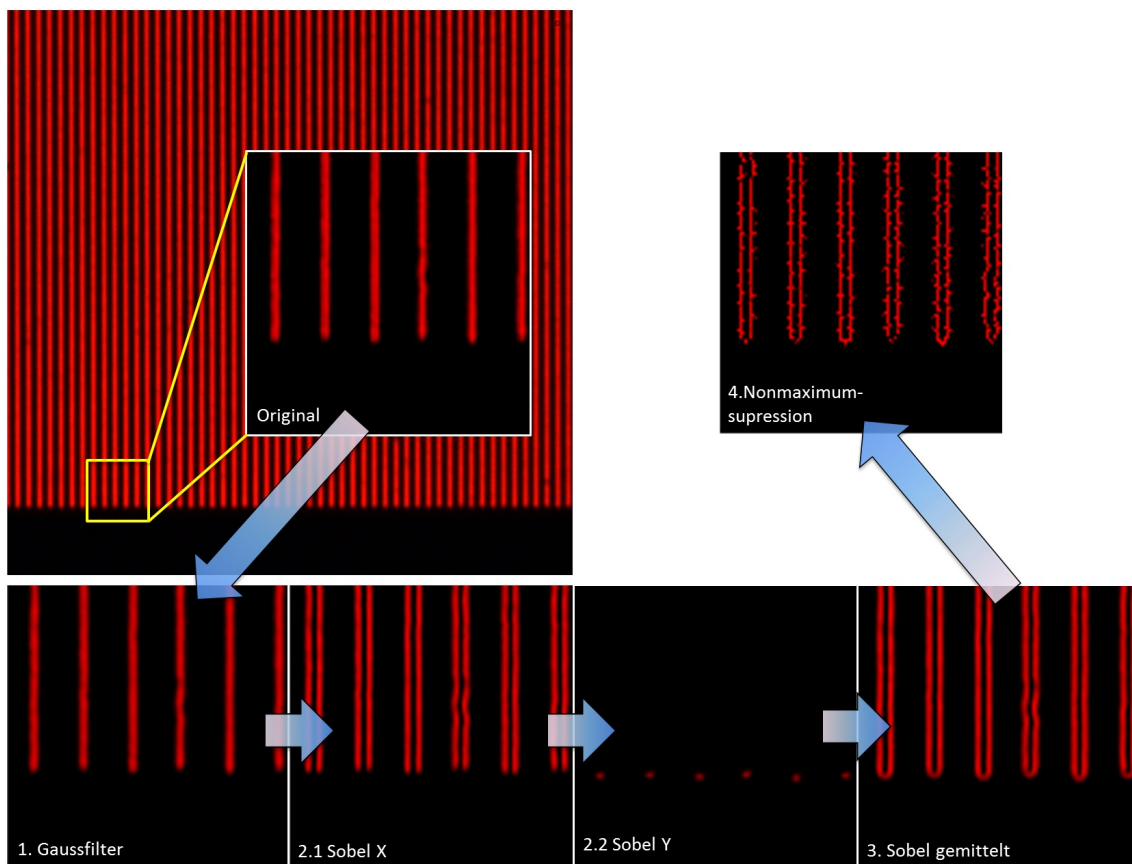 Original
4.Nonmaximum-
supression
1. Gaussfilter
2.1 Sobel X
2.2 Sobel Y
3. Sobel gemittelt